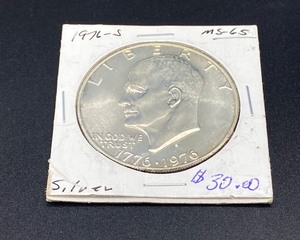 1976-S MS-65
LIBERTY
IN GOD WE
TRUST
1776-1976
Silver $30.00